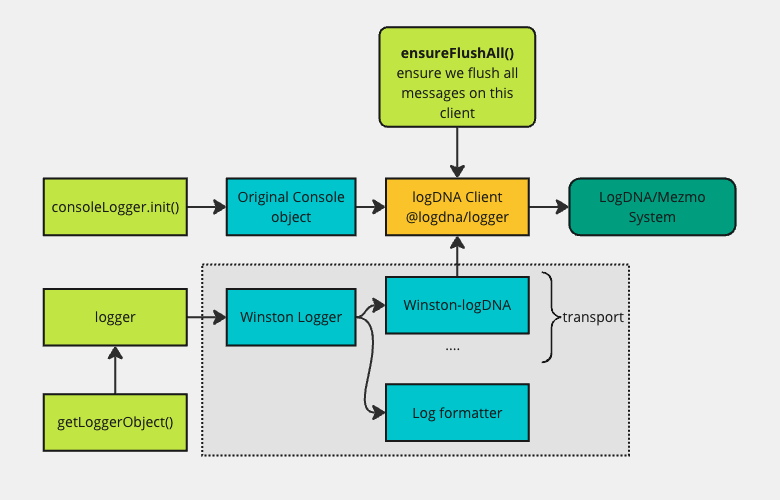 ensureFlushAll()
ensure we flush all
messages on this
client
consoleLogger.init()
Original Console
object
logDNA Client
@logdna/logger
LogDNA/Mezmo
System
logger
Winston Logger
Winston-logDNA
transport
....
getLoggerObject()
Log formatter